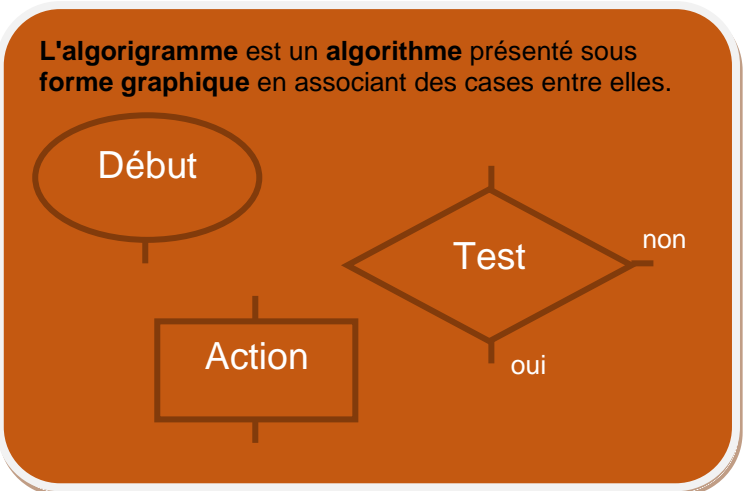 L'algorigramme est un algorithme présenté sous
forme graphique en associant des cases entre elles.
Début
Test
non
Action
oui